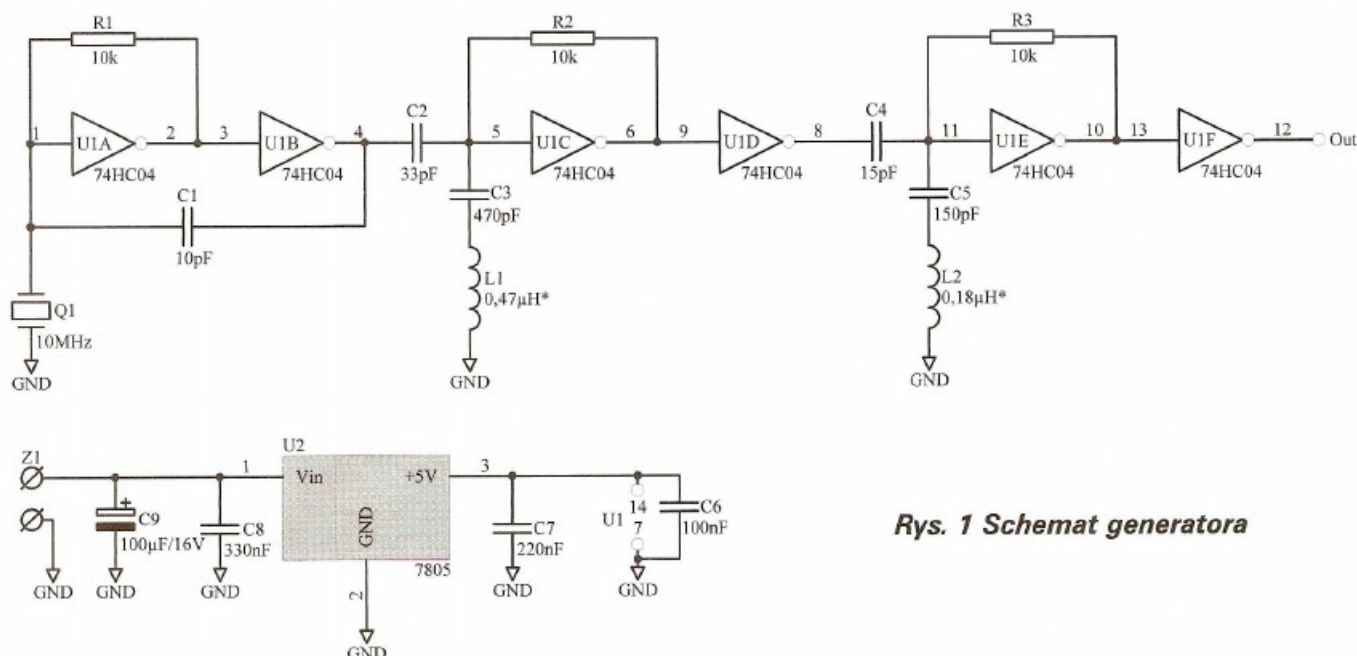 R1
10k
R2
10k
R3
10k
1
U1A
2
3
U1B
4
C2
33pF
5
U1C
6
9
U1D
8
C4
15pF
11
U1E
10
13
U1F
12
Out
74HC04
74HC04
74HC04
74HC04
74HC04
74HC04
C1
10pF
C3
470pF
C5
150pF
L1
0,47µH*
L2
0,18µH*
Q1
10MHz
GND
GND
GND
U2
Z1
1
Vin
+5V
3
GND
7805
2
+
C9
100µF/16V
C8
330nF
C7
220nF
U1
14
7
C6
100nF
GND
GND
GND
GND
GND
GND
Rys. 1 Schemat generatora